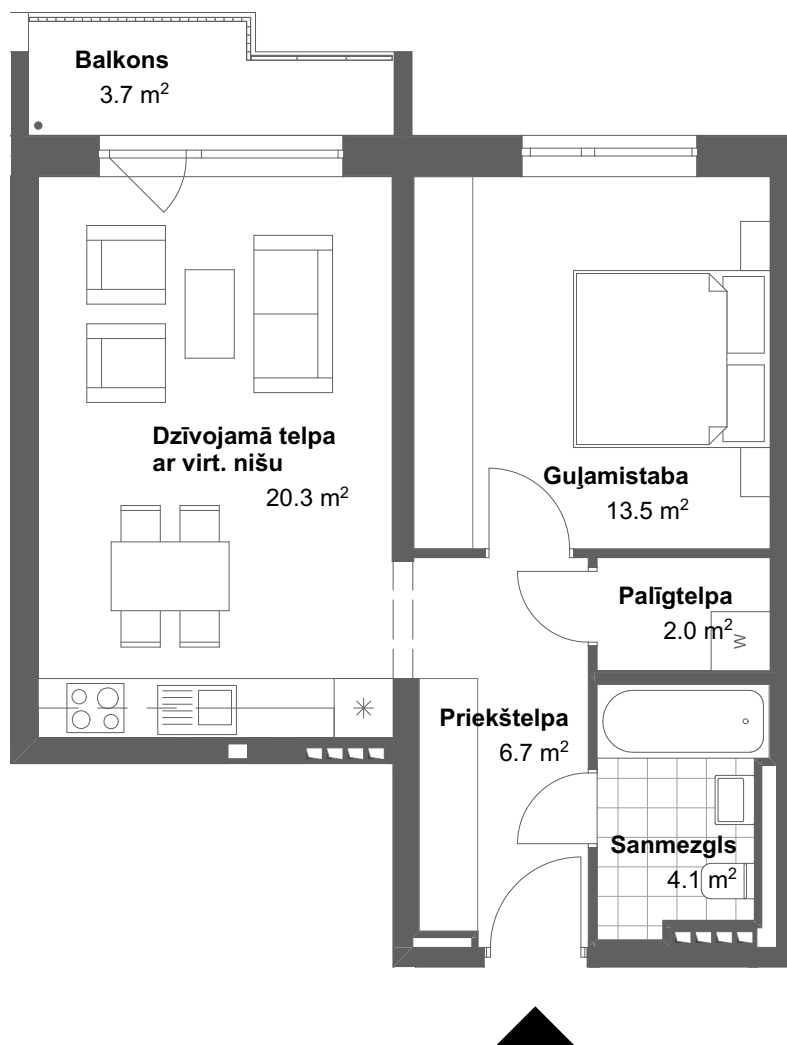 Balkons
3.7 m²
Dzīvojamā telpa
ar virt. nišu
20.3 m²
Guļamistaba
13.5 m²
Palīgtelpa
2.0 m²
W
Priekštelpa
6.7 m²
Sanmezgls
4.1 m²